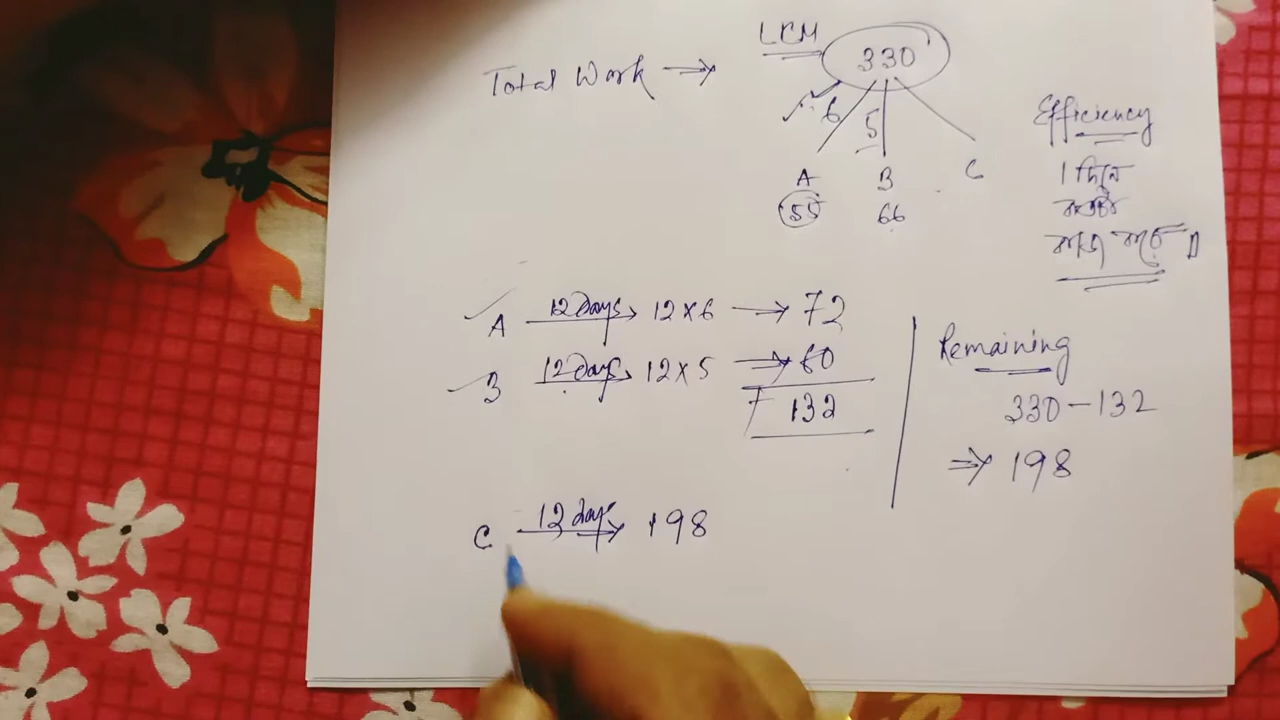 LCM
Total Work → 330
6 5
A B C
55 66
Efficiency
1 দিনে
কতটা
কাজ করে
A 12 Days → 12 x 6 → 72
B 12 Days → 12 x 5 → 60
132
Remaining
330 - 132
⇒ 198
C 12 days → 198